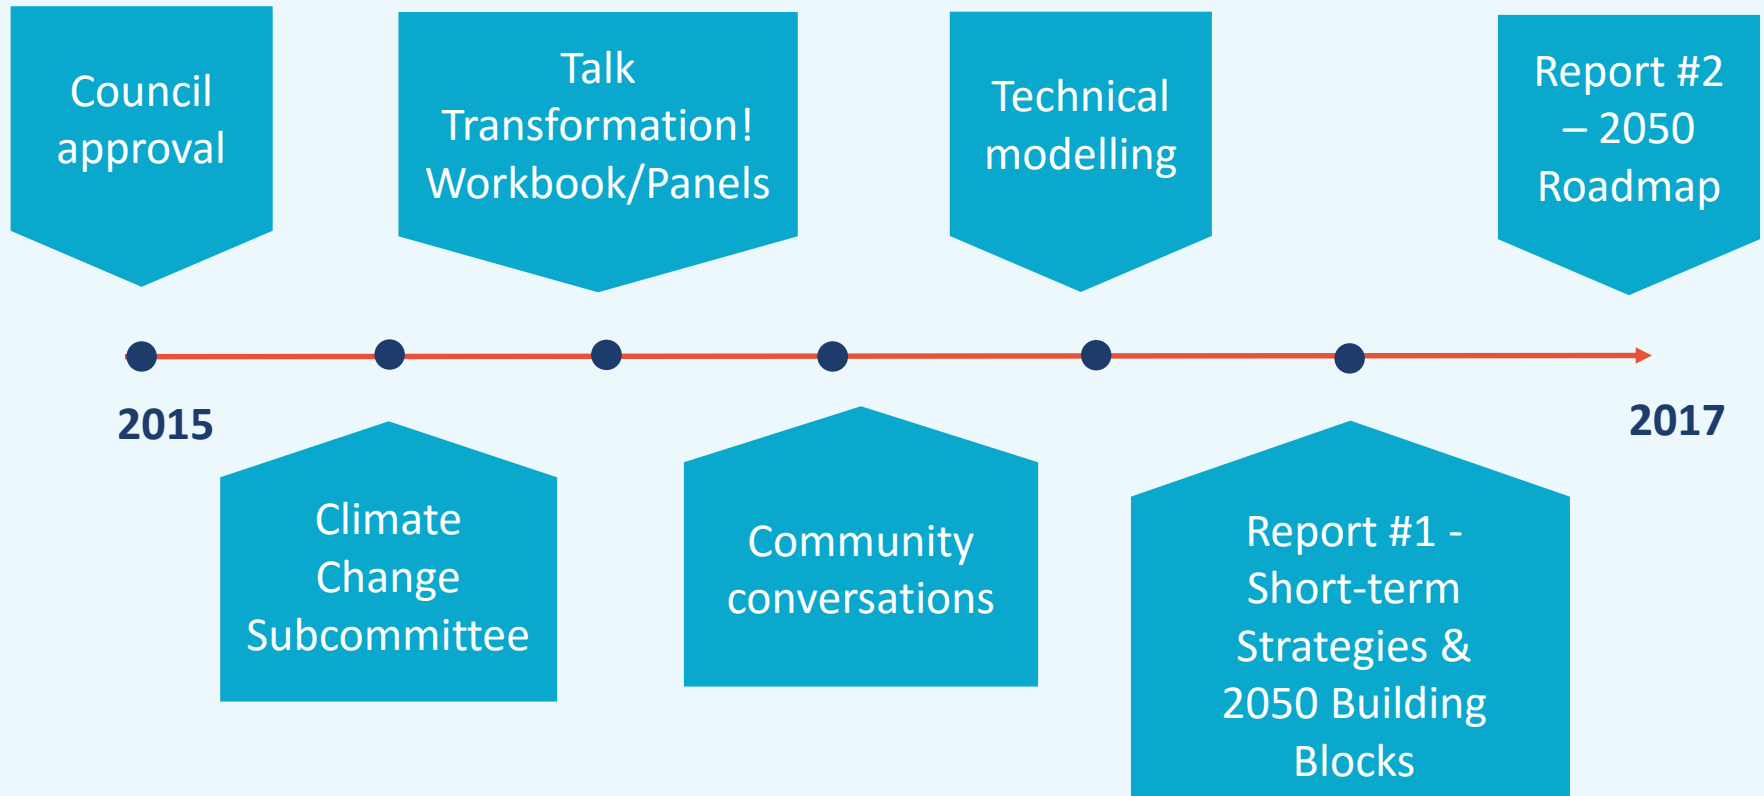 Council
approval
Talk
Transformation!
Workbook/Panels
Technical
modelling
Report #2
– 2050
Roadmap
2015
2017
Climate
Change
Subcommittee
Community
conversations
Report #1 -
Short-term
Strategies &
2050 Building
Blocks